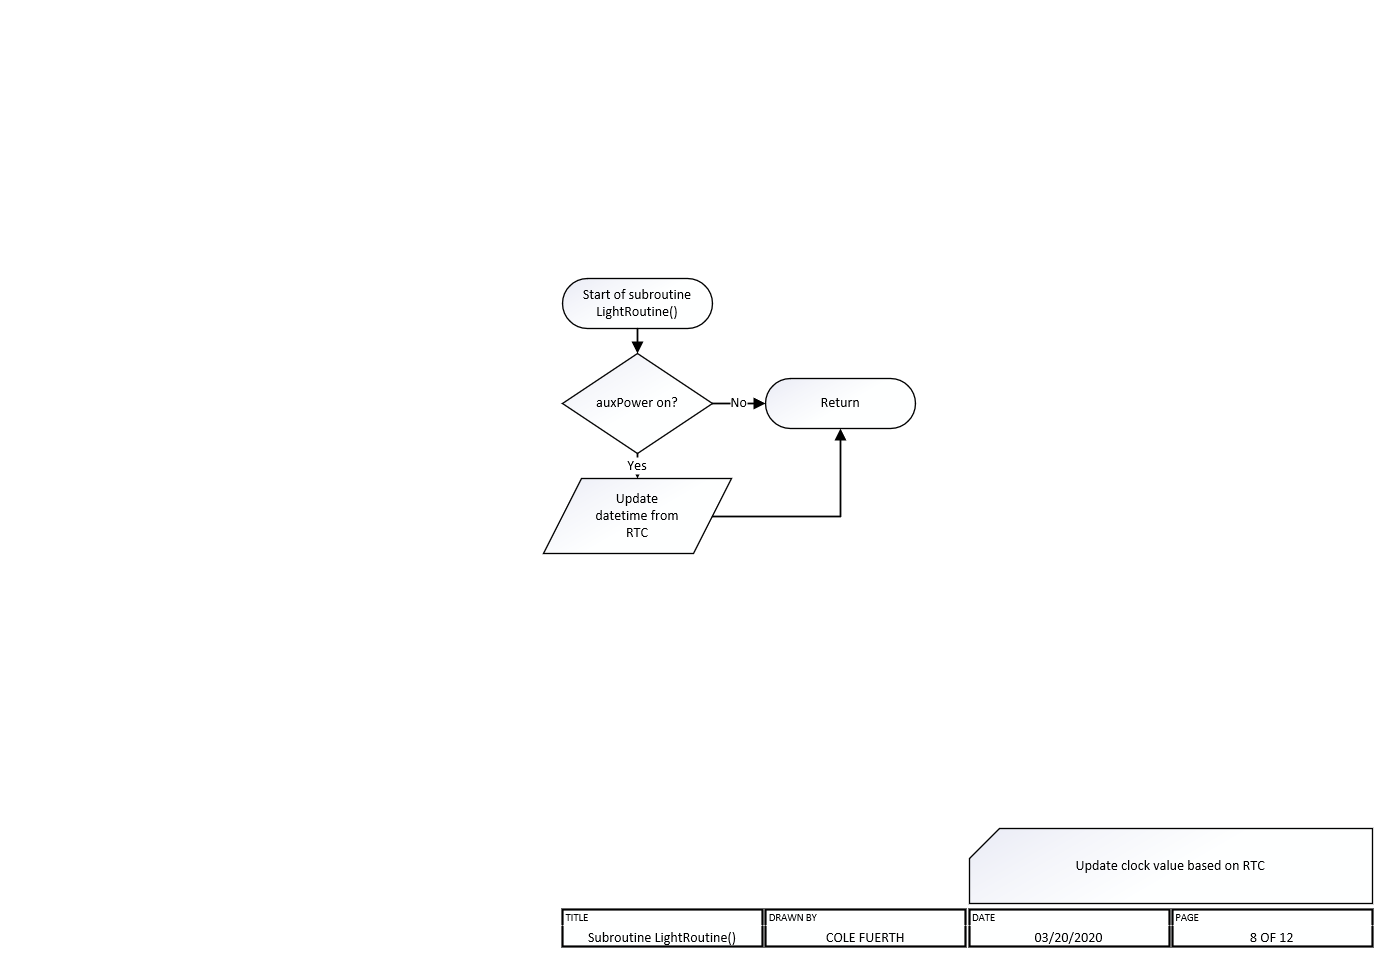 Start of subroutine
LightRoutine()
auxPower on?
No
Return
Yes
Update
datetime from
RTC
Update clock value based on RTC
TITLE
Subroutine LightRoutine()
DRAWN BY
COLE FUERTH
DATE
03/20/2020
PAGE
8 OF 12